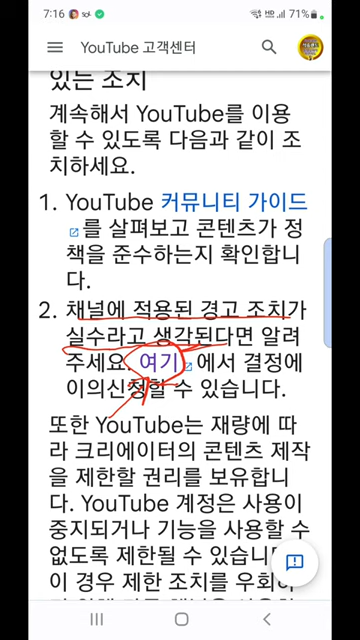 7:16 71%
YouTube 고객센터
있는 조치
계속해서 YouTube를 이용
할 수 있도록 다음과 같이 조
치하세요.
1. YouTube 커뮤니티 가이드
를 살펴보고 콘텐츠가 정
책을 준수하는지 확인합니
다.
2. 채널에 적용된 경고 조치가
실수라고 생각된다면 알려
주세요. 여기 에서 결정에
이의신청할 수 있습니다.
또한 YouTube는 재량에 따
라 크리에이터의 콘텐츠 제작
을 제한할 권리를 보유합니
다. YouTube 계정은 사용이
중지되거나 기능을 사용할 수
없도록 제한될 수 있습니다.
이 경우 제한 조치를 우회하